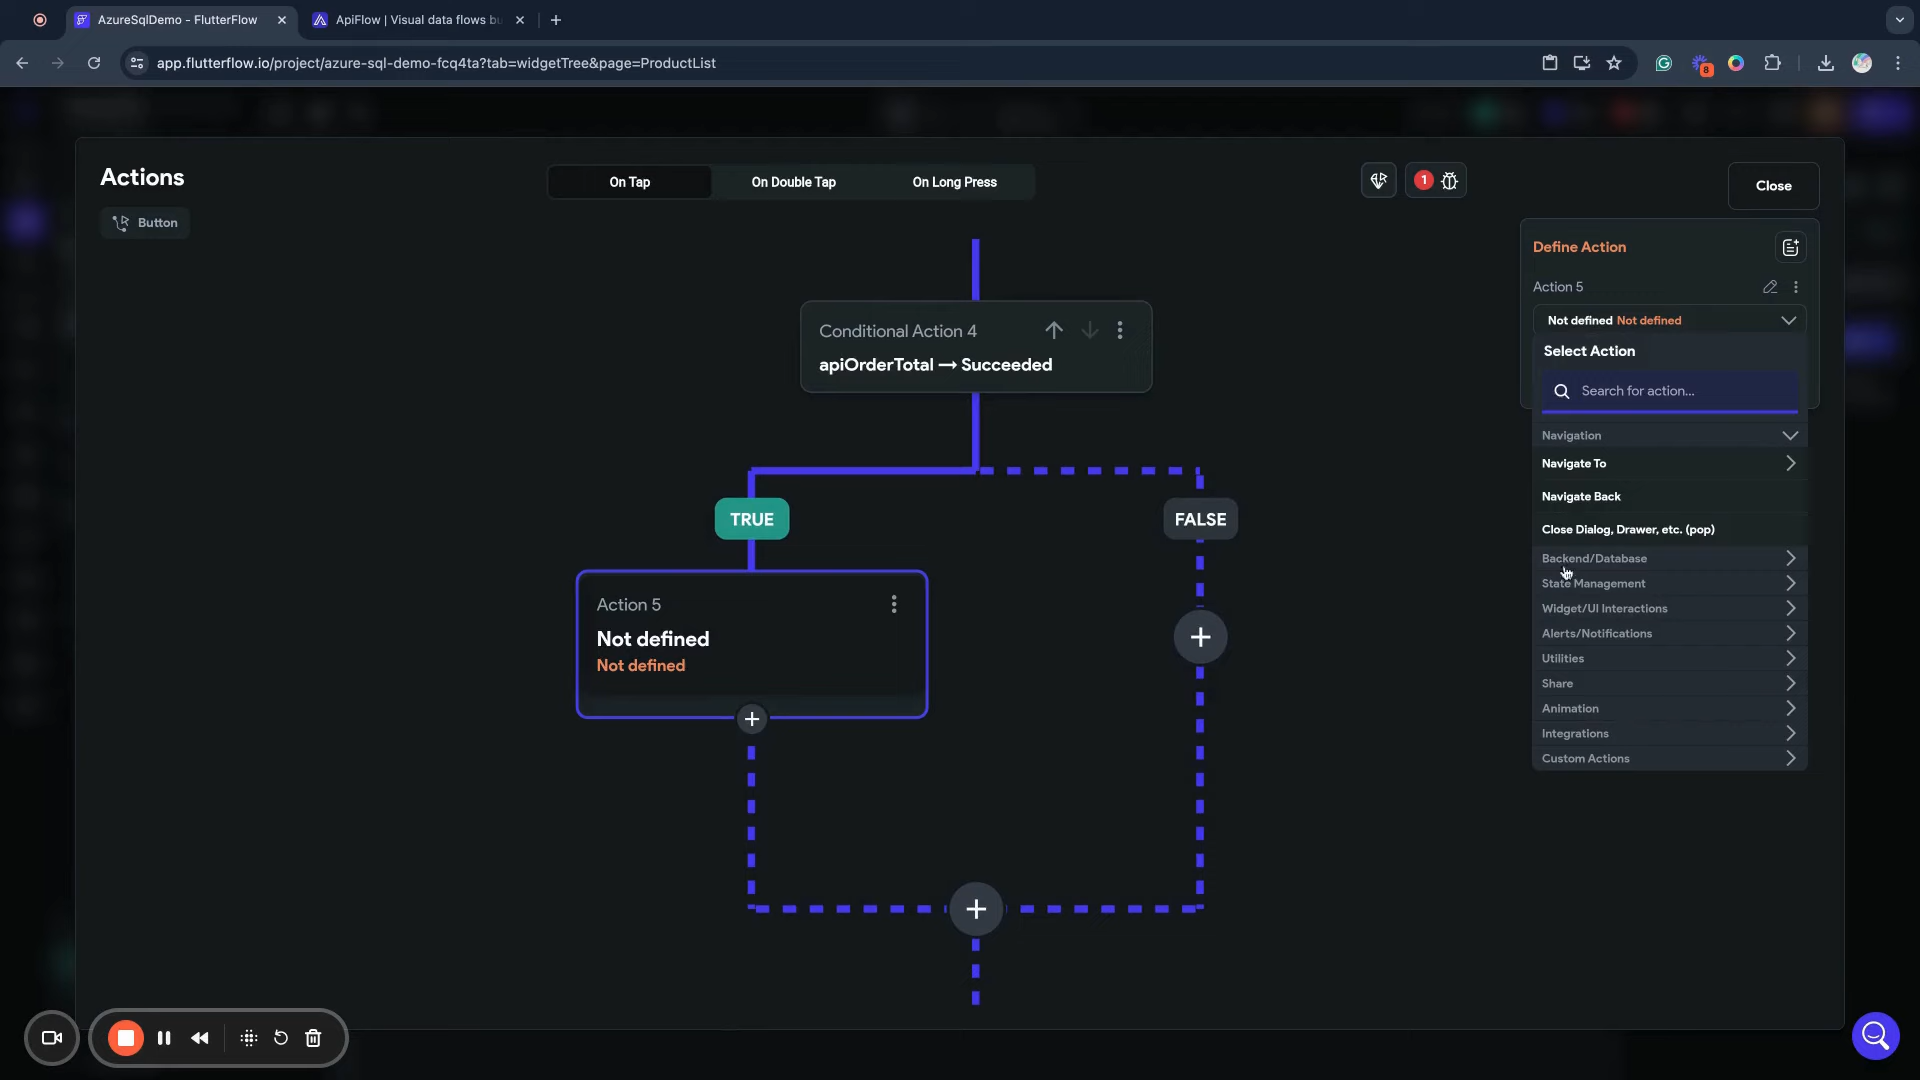 AzureSqlDemo - FlutterFlow
ApiFlow | Visual data flows bu
app.flutterflow.io/project/azure-sql-demo-fcq4ta?tab=widgetTree&page=ProductList
8
Actions
Button
On Tap
On Double Tap
On Long Press
1
Close
Define Action
Action 5
Not defined Not defined
Select Action
Search for action...
Navigation
Navigate To
Navigate Back
Close Dialog, Drawer, etc. (pop)
Backend/Database
State Management
Widget/UI Interactions
Alerts/Notifications
Utilities
Share
Animation
Integrations
Custom Actions
Conditional Action 4
apiOrderTotal → Succeeded
TRUE
FALSE
Action 5
Not defined
Not defined